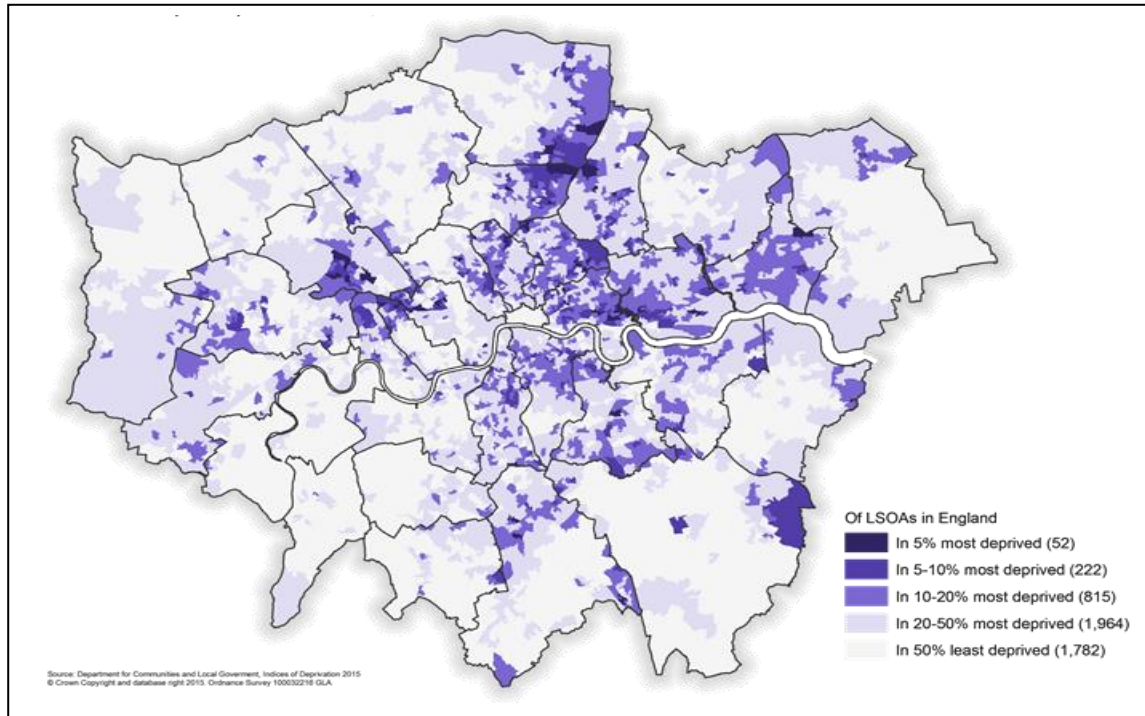 Of LSOAs in England
In 5% most deprived (52)
In 5-10% most deprived (222)
In 10-20% most deprived (815)
In 20-50% most deprived (1,964)
In 50% least deprived (1,782)
Source: Department for Communities and Local Goverment, Indices of Deprivation 2015
© Crown Copyright and database right 2015. Ordnance Survey 100032216 GLA